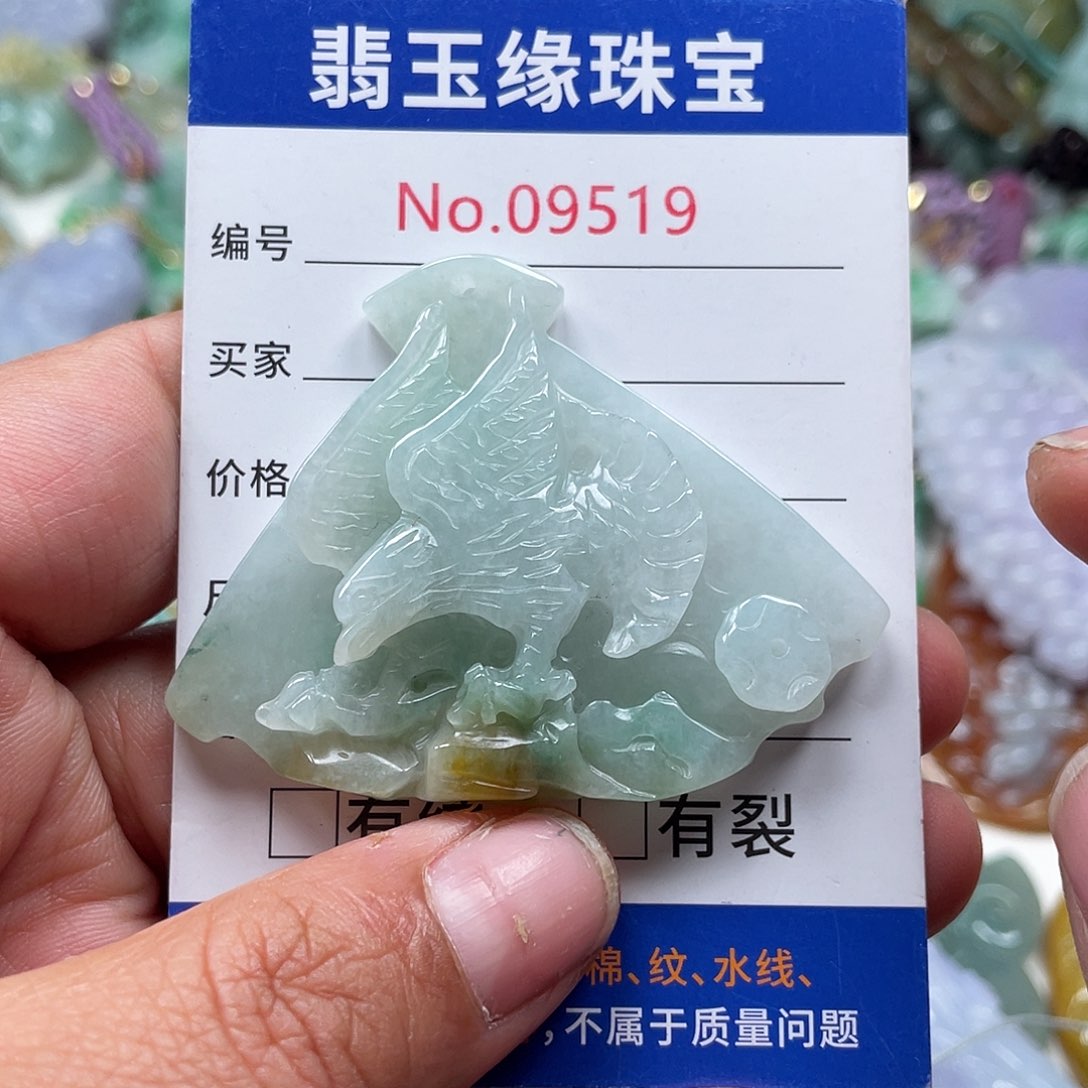 翡玉缘珠宝
编号 No.09519
买家
价格
有
有裂
棉、纹、水线、
,不属于质量问题